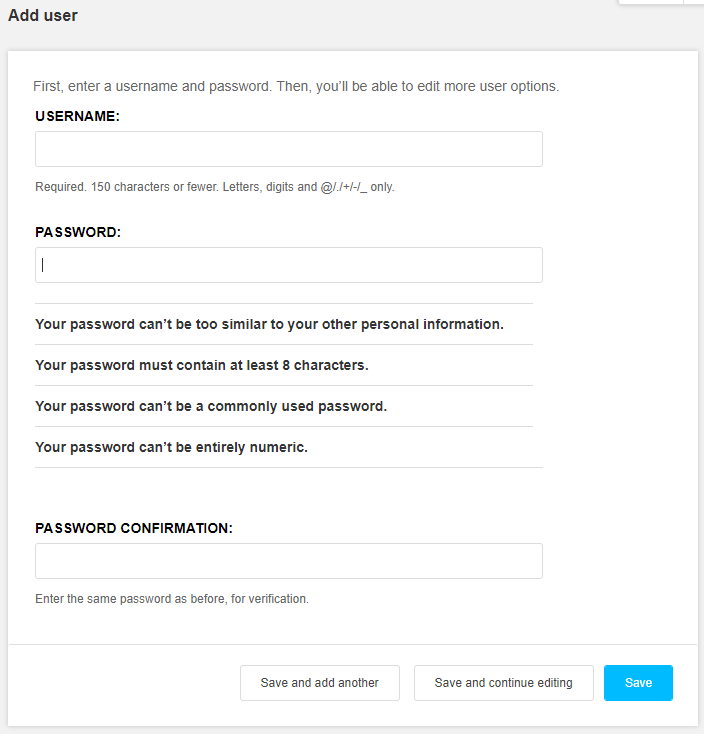 Add user
First, enter a username and password. Then, you’ll be able to edit more user options.
USERNAME:
Required. 150 characters or fewer. Letters, digits and @/./+/-/_ only.
PASSWORD:
Your password can’t be too similar to your other personal information.
Your password must contain at least 8 characters.
Your password can’t be a commonly used password.
Your password can’t be entirely numeric.
PASSWORD CONFIRMATION:
Enter the same password as before, for verification.
Save and add another
Save and continue editing
Save